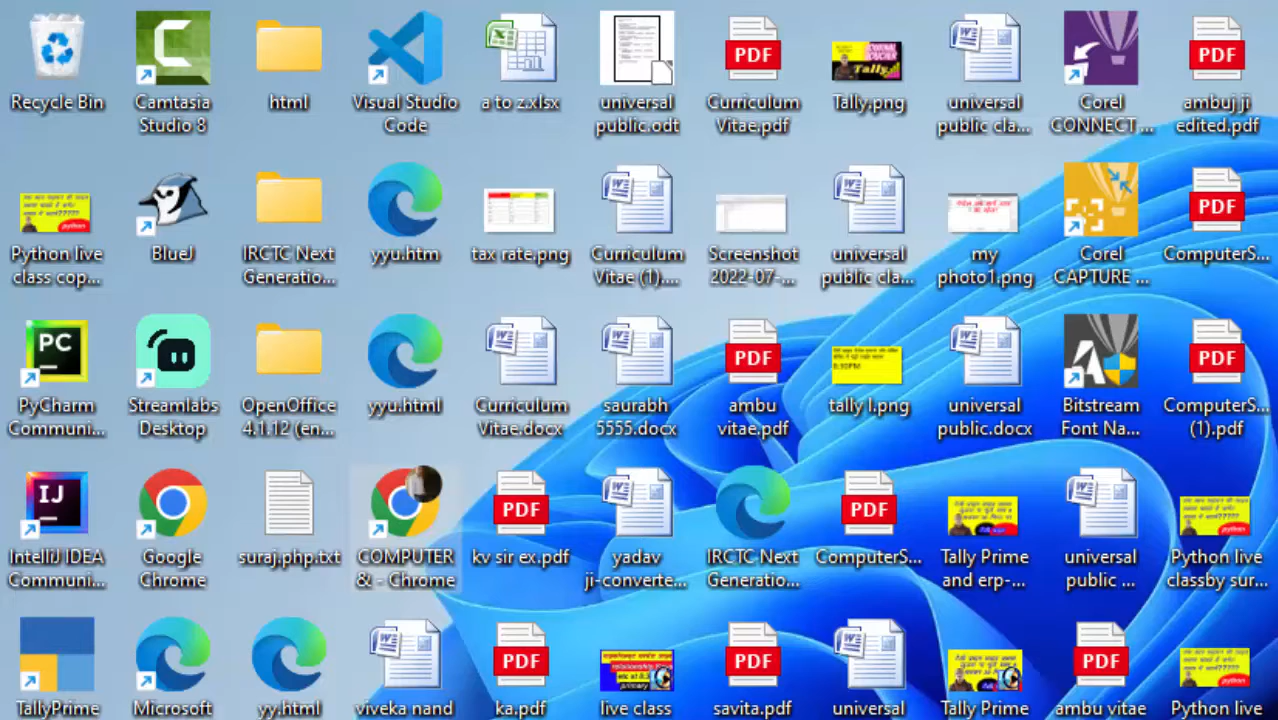 Recycle Bin
Camtasia
Studio 8
html
Visual Studio
Code
a to z.xlsx
universal
public.odt
PDF
Curriculum
Vitae.pdf
Tally
Tally.png
universal
public cla...
Corel
CONNECT ...
PDF
ambuj ji
edited.pdf
python
Python live
class cop...
BlueJ
IRCTC Next
Generatio...
yyu.htm
tax rate.png
Curriculum
Vitae (1)....
Screenshot
2022-07-...
universal
public cla...
my
photo1.png
Corel
CAPTURE ...
PDF
ComputerS...
PC
PyCharm
Communi...
Streamlabs
Desktop
OpenOffice
4.1.12 (en...
yyu.html
Curriculum
Vitae.docx
saurabh
5555.docx
PDF
ambu
vitae.pdf
8:30PM
tally l.png
universal
public.docx
Bitstream
Font Na...
PDF
ComputerS...
(1).pdf
IJ
IntelliJ IDEA
Communi...
Google
Chrome
suraj.php.txt
COMPUTER
& - Chrome
PDF
kv sir ex.pdf
yadav
ji-converte...
IRCTC Next
Generatio...
PDF
ComputerS...
Tally Prime
and erp-...
universal
public ...
python
Python live
classby sur...
TallyPrime
Microsoft
yy.html
viveka nand
PDF
ka.pdf
live class
PDF
savita.pdf
universal
Tally Prime
PDF
ambu vitae
python
Python live